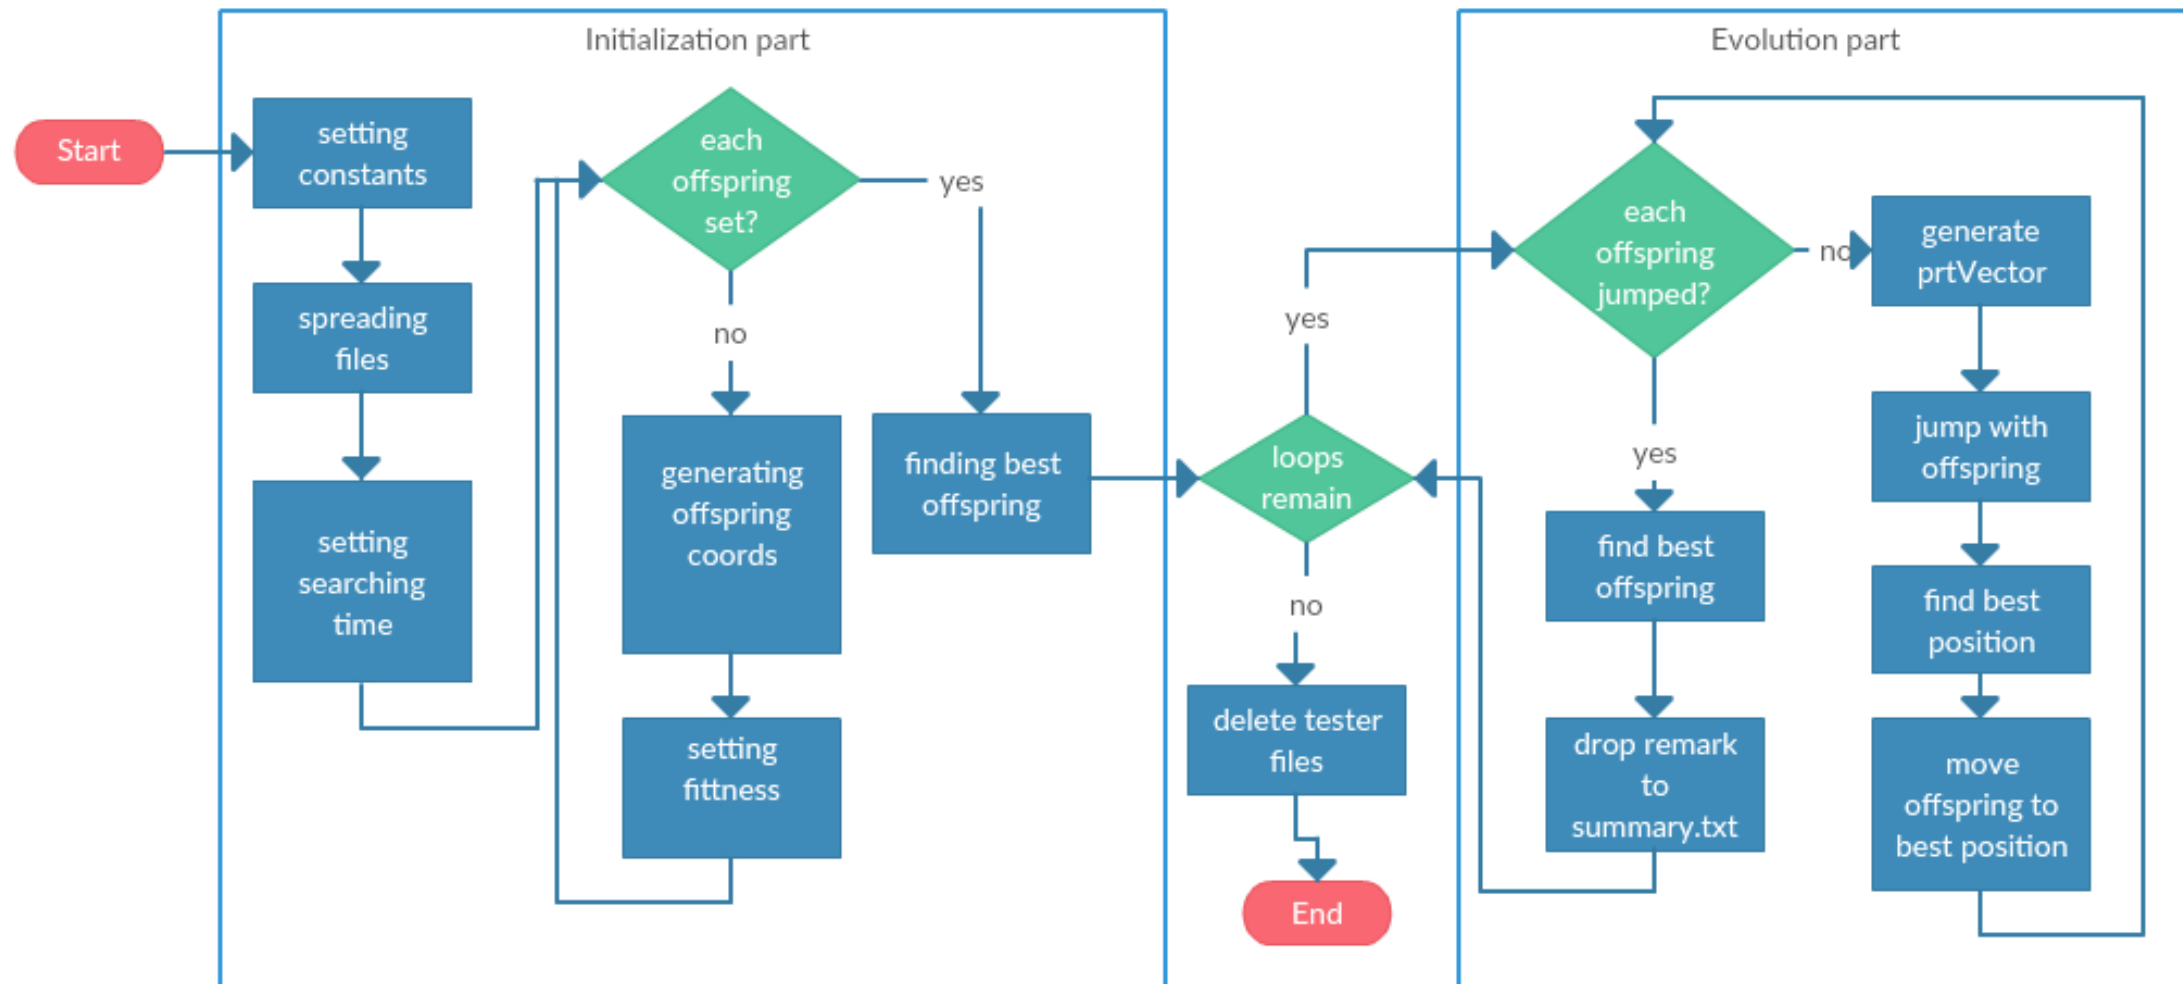 Initialization part
Start
setting
constants
spreading
files
setting
searching
time
each
offspring
set?
yes
no
generating
offspring
coords
setting
fittness
finding best
offspring
loops
remain
yes
no
delete tester
files
End
Evolution part
each
offspring
jumped?
no
yes
find best
offspring
drop remark
to
summary.txt
generate
prtVector
jump with
offspring
find best
position
move
offspring to
best position